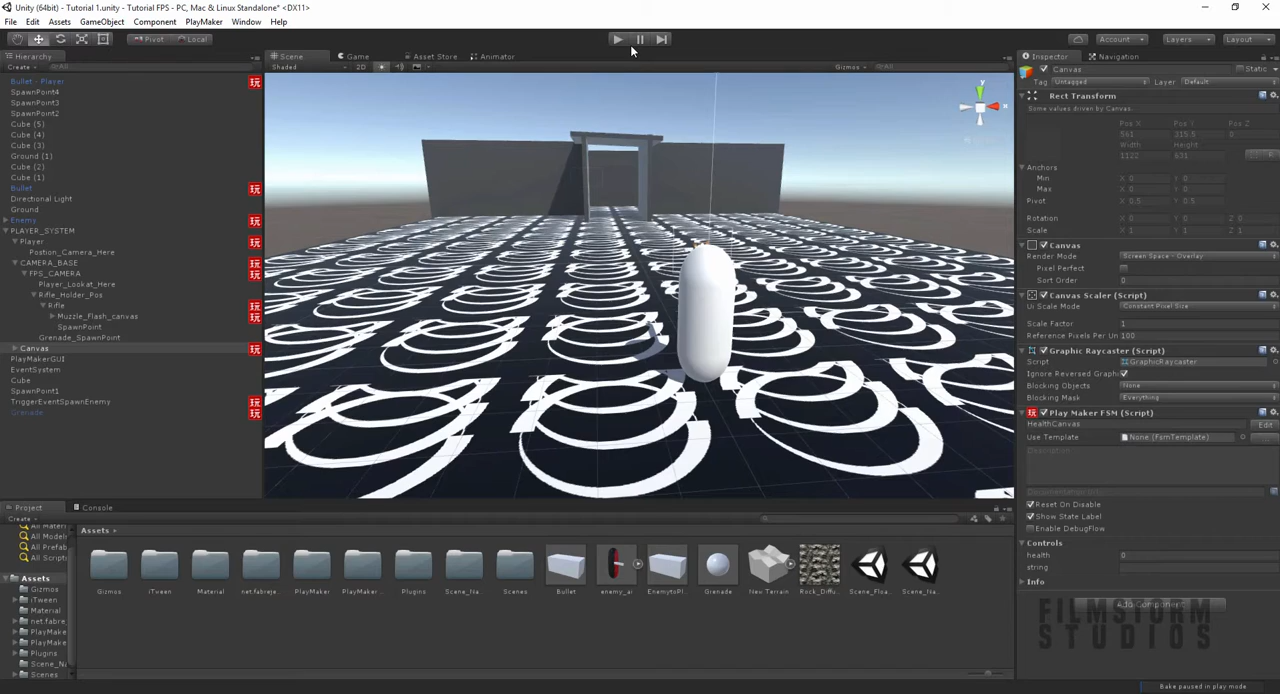 Unity (64bit) - Tutorial 1.unity - Tutorial FPS - PC, Mac & Linux Standalone* <DX11>
File Edit Assets GameObject Component PlayMaker Window Help
Pivot Local Account Layers Layout
Hierarchy
Create All
Bullet - Player
SpawnPoint4
SpawnPoint3
SpawnPoint2
Cube (5)
Cube (4)
Cube (3)
Ground (1)
Cube (2)
Cube (1)
Bullet
Directional Light
Ground
Enemy
PLAYER_SYSTEM
Player
Postion_Camera_Here
CAMERA_BASE
FPS_CAMERA
Player_Lookat_Here
Rifle_Holder_Pos
Rifle
Muzzle_Flash_canvas
SpawnPoint
Grenade_SpawnPoint
Canvas
PlayMakerGUI
EventSystem
Cube
SpawnPoint1
TriggerEventSpawnEnemy
Grenade
Scene Game Asset Store Animator
Shaded 2D Gizmos All
y
x
Inspector Navigation
Canvas Static
Tag Untagged Layer Default
Rect Transform
Some values driven by Canvas.
Pos X Pos Y Pos Z
561 315.5 0
Width Height
1122 631
R
Anchors
Min X 0 Y 0
Max X 0 Y 0
Pivot X 0.5 Y 0.5
Rotation X 0 Y 0 Z 0
Scale X 1 Y 1 Z 1
Canvas
Render Mode Screen Space - Overlay
Pixel Perfect
Sort Order 0
Canvas Scaler (Script)
Ui Scale Mode Constant Pixel Size
Scale Factor 1
Reference Pixels Per Un 100
Graphic Raycaster (Script)
Script GraphicRaycaster
Ignore Reversed Graphi
Blocking Objects None
Blocking Mask Everything
玩 Play Maker FSM (Script)
HealthCanvas Edit
Use Template None (FsmTemplate)
Description...
Reset On Disable
Show State Label
Enable DebugFlow
Controls
health 0
string
Info
Add Component
FILMSTORM
STUDIOS
Project Console
Create
All Materi
All Modeli
All Prefab
All Scripts
Assets
Gizmos
iTween
Material
net.fabre
PlayMake
PlayMake
Plugins
Scene_Na
Scenes
Assets
Gizmos iTween Material net.fabreje... PlayMaker PlayMaker ... Plugins Scene_Na... Scenes Bullet enemy_ai EnemytoPl... Grenade New Terrain Rock_Diffu... Scene_Floa... Scene_Na...
Bake paused in play mode